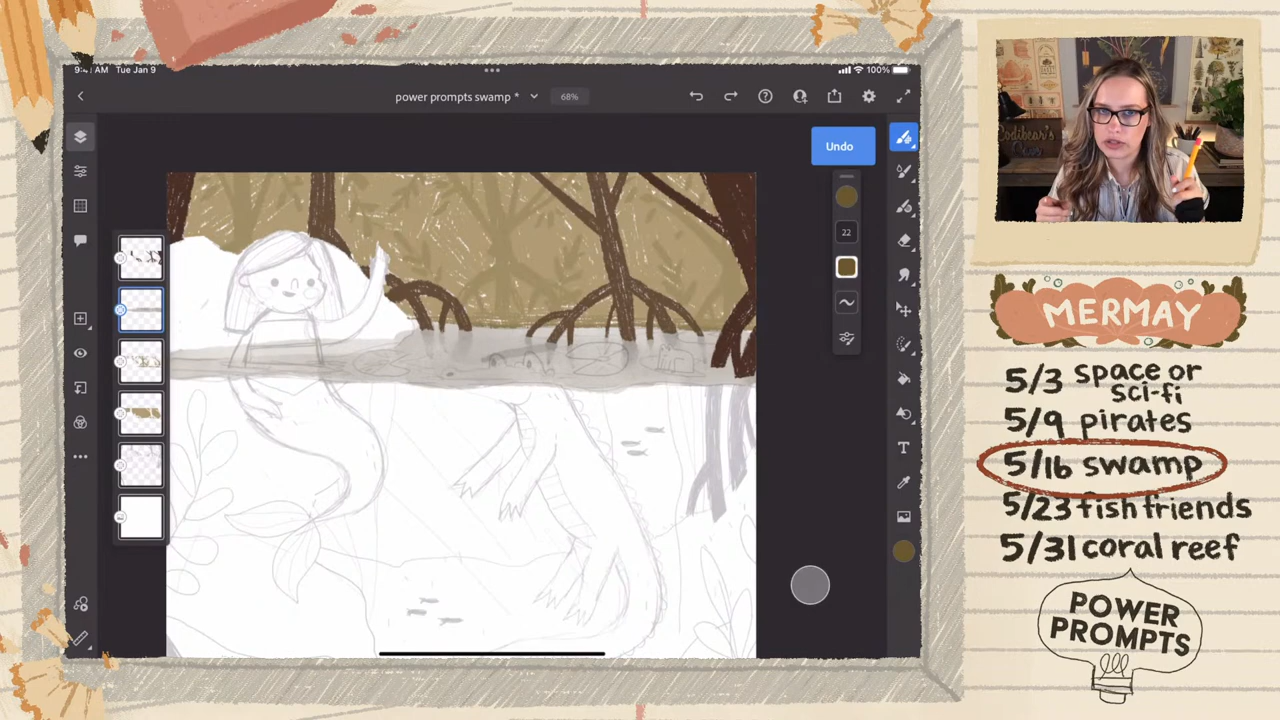 9:41 AM Tue Jan 9
100%
power prompts swamp *
68%
Undo
22
T
MERMAY
5/3 space or
sci-fi
5/9 pirates
5/16 swamp
5/23 fish friends
5/31 coral reef
POWER
PROMPTS